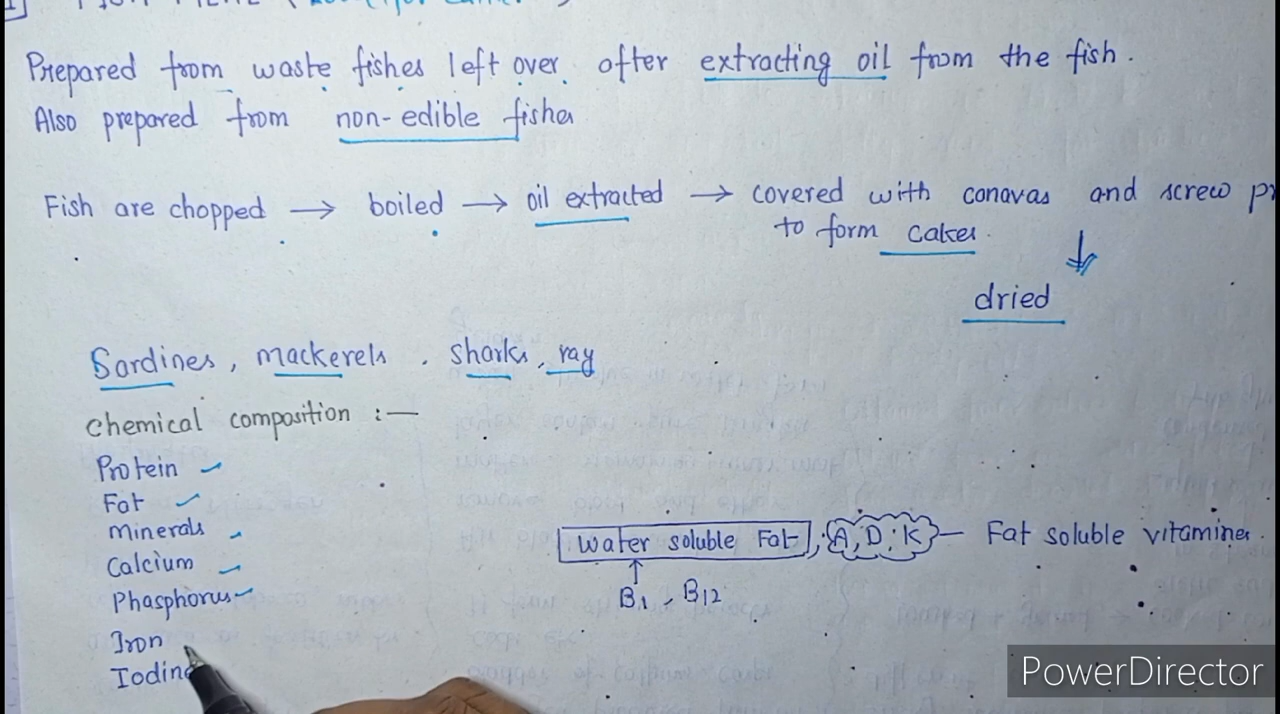 Prepared from waste fishes left over after extracting oil from the fish.
Also prepared from non-edible fishes
Fish are chopped → boiled → oil extracted → covered with canavas and screw
to form cakes.
dried
Sardines, mackerels, sharks, ray
chemical composition :—
Protein
Fat
Minerals
Calcium
Phasphorus
Iron
Iodin
Water soluble Fat, A, D, K — Fat soluble vitamines.
B1, B12
PowerDirector